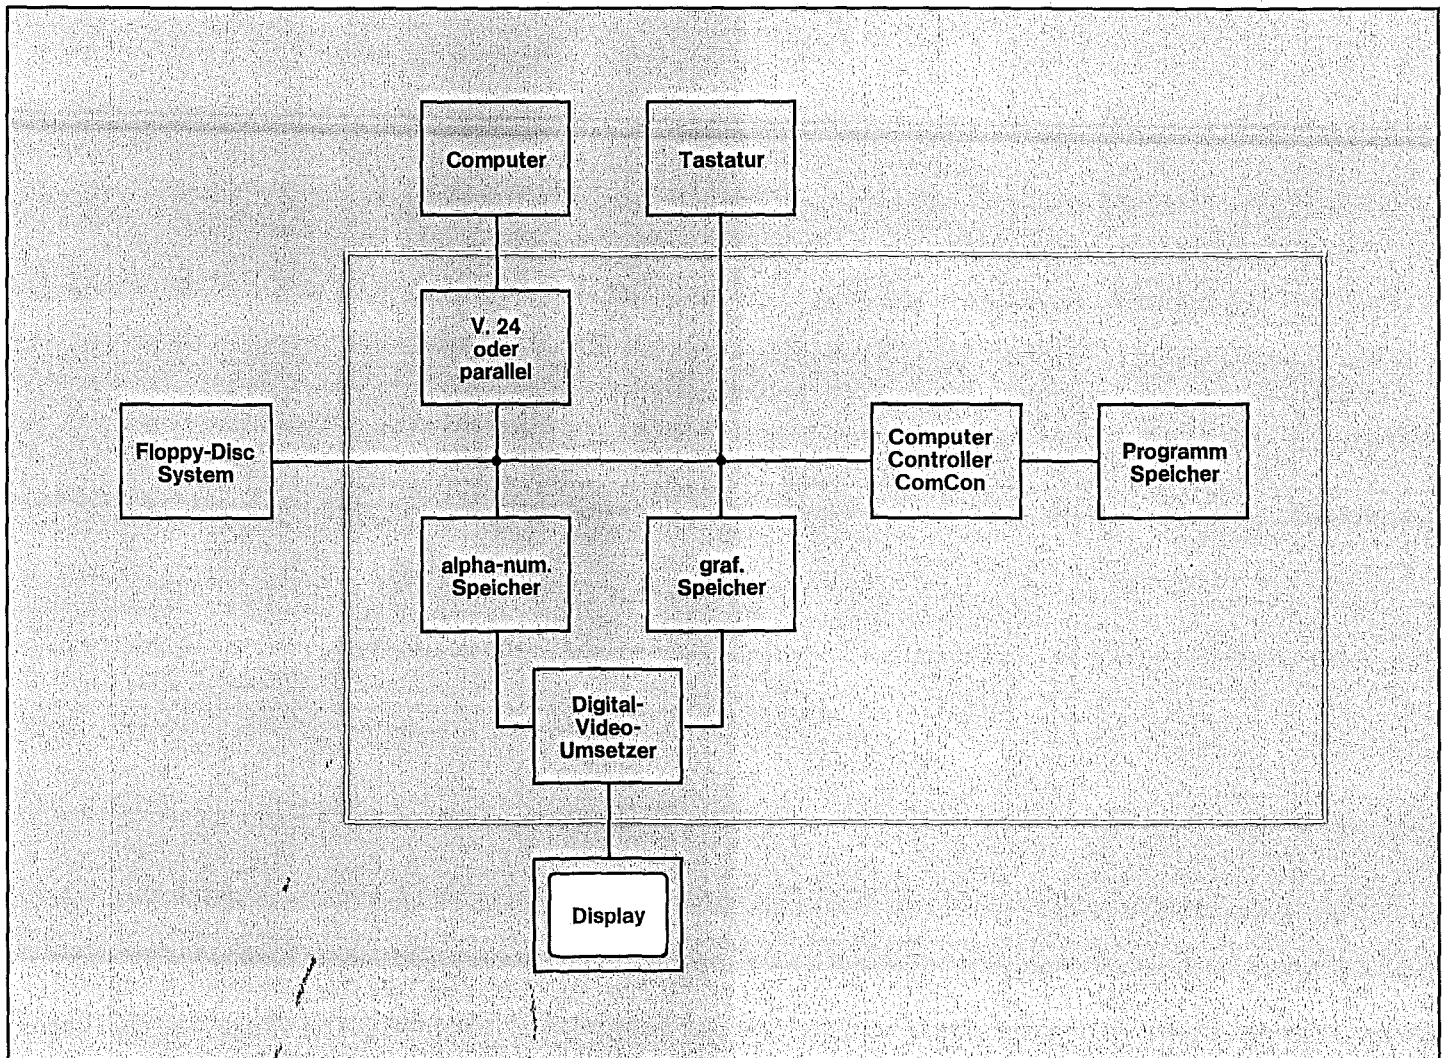 Computer
Tastatur
V. 24
oder
parallel
Floppy-Disc
System
Computer
Controller
ComCon
Programm
Speicher
alpha-num.
Speicher
graf.
Speicher
Digital-
Video-
Umsetzer
Display